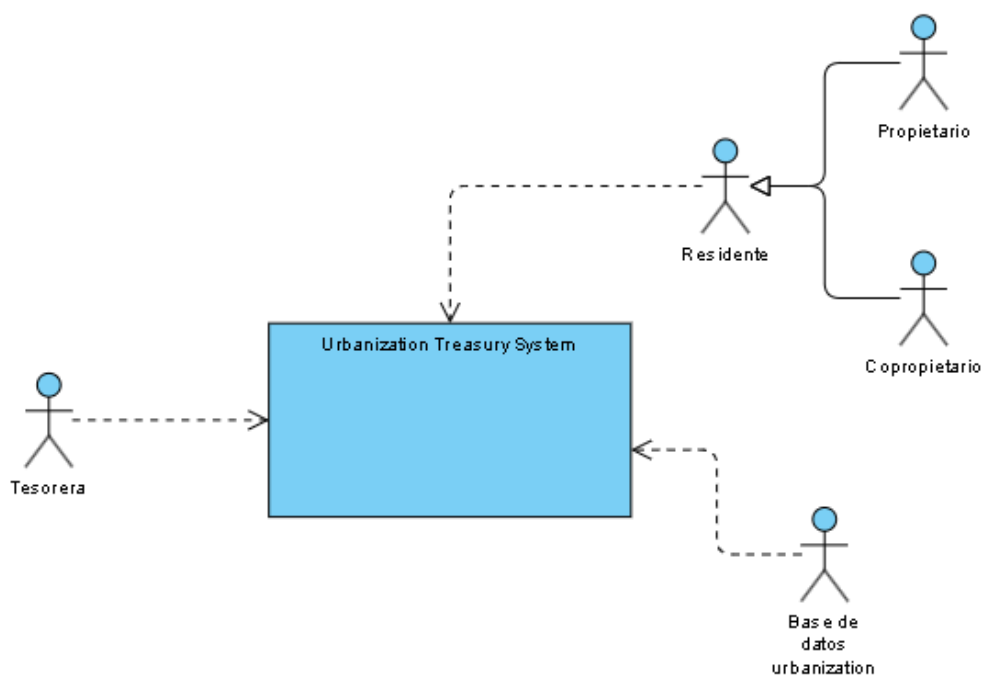 Propietario
Residente
Urbanization Treasury System
Copropietario
Tesorera
Base de
datos
urbanization